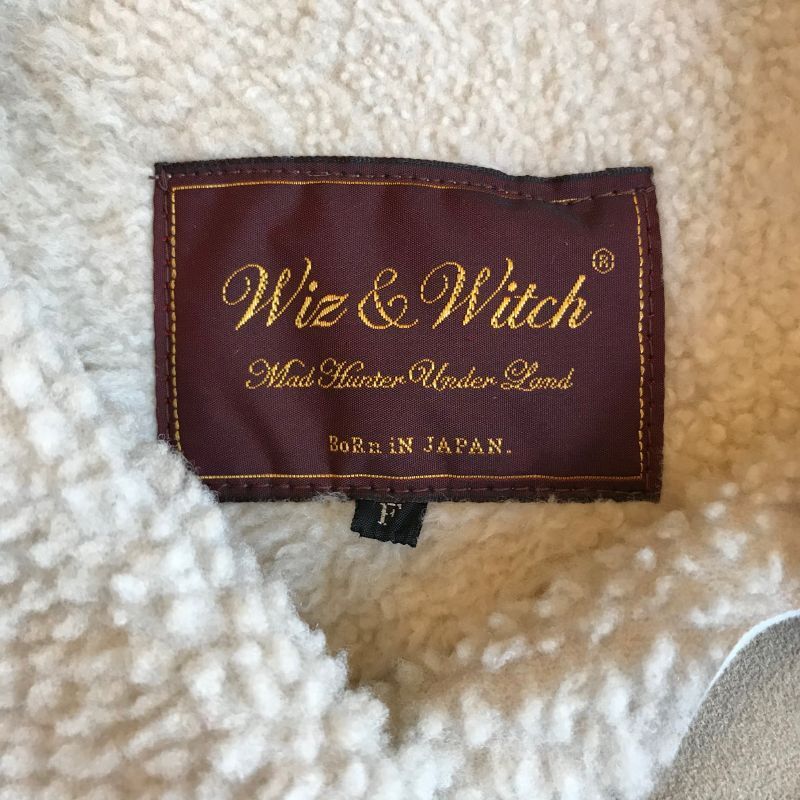 Wiz & Witch®
Mad Hunter Under Land
BoRn iN JAPAN.
F